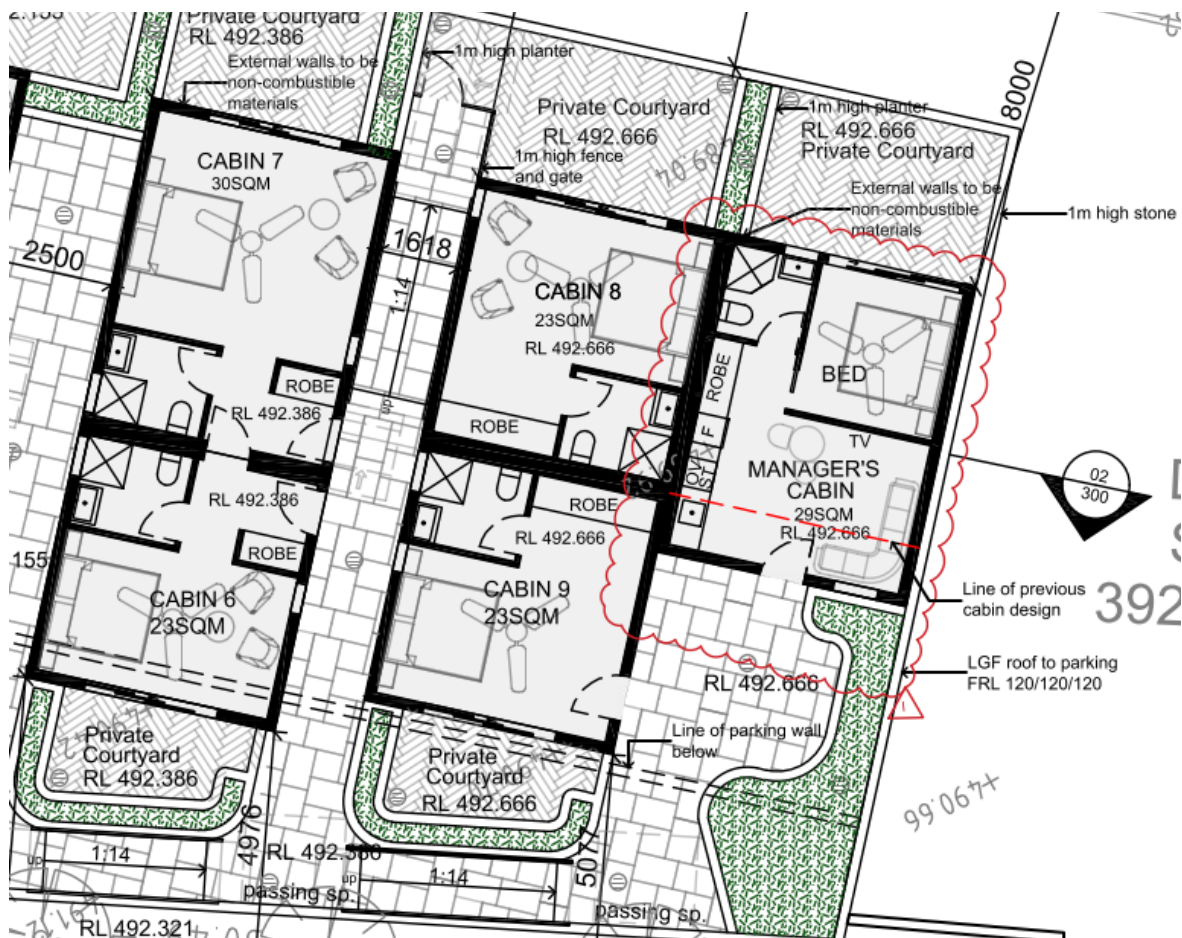 Private Courtyard
RL 492.386
External walls to be
non-combustible
materials
1m high planter
Private Courtyard
RL 492.666
1m high planter
RL 492.666
Private Courtyard
8000
1m high fence
and gate
External walls to be
non-combustible
materials
1m high stone
CABIN 7
30SQM
2500
1618
1:14
CABIN 8
23SQM
RL 492.666
ROBE
BED
ROBE
RL 492.386
up
ROBE
F
TV
MANAGER'S
CABIN
29SQM
RL 492.666
02
300
RL 492.386
ROBE
ROBE
RL 492.666
CABIN 6
23SQM
CABIN 9
23SQM
Line of previous
cabin design
392
LGF roof to parking
FRL 120/120/120
RL 492.666
Line of parking wall
below
Private
Courtyard
RL 492.386
Private
Courtyard
RL 492.666
+490.66
4976
5077
up
1:14
RL 492.386
up
1:14
passing sp.
passing sp.
RL 492.321